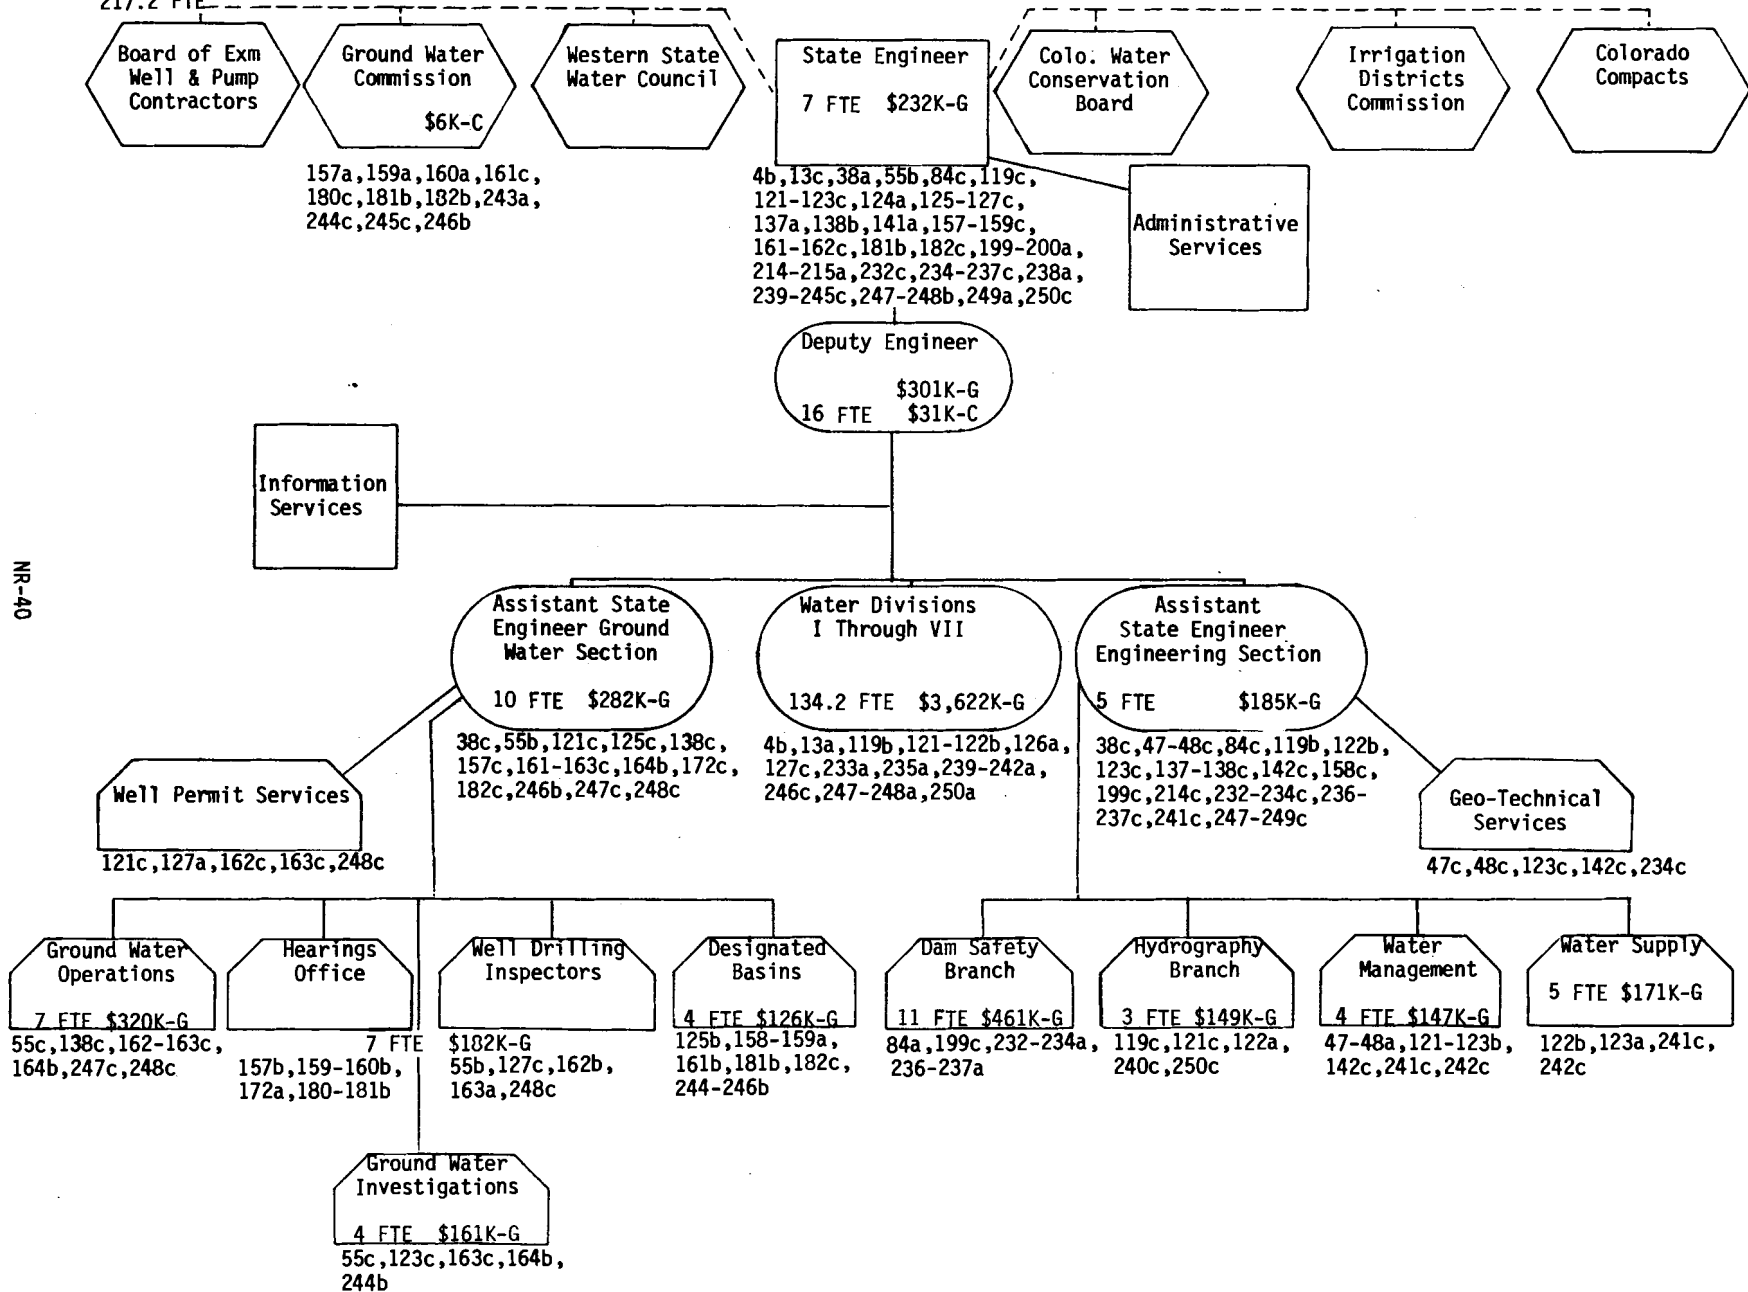 217.2 FTE
Board of Exm
Well & Pump
Contractors
Ground Water
Commission
$6K-C
Western State
Water Council
State Engineer
7 FTE $232K-G
Colo. Water
Conservation
Board
Irrigation
Districts
Commission
Colorado
Compacts
157a,159a,160a,161c,
180c,181b,182b,243a,
244c,245c,246b
4b,13c,38a,55b,84c,119c,
121-123c,124a,125-127c,
137a,138b,141a,157-159c,
161-162c,181b,182c,199-200a,
214-215a,232c,234-237c,238a,
239-245c,247-248b,249a,250c
Administrative
Services
Deputy Engineer
$301K-G
16 FTE $31K-C
Information
Services
NR-40
Assistant State
Engineer Ground
Water Section
10 FTE $282K-G
38c,55b,121c,125c,138c,
157c,161-163c,164b,172c,
182c,246b,247c,248c
Water Divisions
I Through VII
134.2 FTE $3,622K-G
4b,13a,119b,121-122b,126a,
127c,233a,235a,239-242a,
246c,247-248a,250a
Assistant
State Engineer
Engineering Section
5 FTE $185K-G
38c,47-48c,84c,119b,122b,
123c,137-138c,142c,158c,
199c,214c,232-234c,236-
237c,241c,247-249c
Well Permit Services
121c,127a,162c,163c,248c
Geo-Technical
Services
47c,48c,123c,142c,234c
Ground Water
Operations
7 FTE $320K-G
55c,138c,162-163c,
164b,247c,248c
Hearings
Office
7 FTE $182K-G
157b,159-160b,
172a,180-181b
Well Drilling
Inspectors
55b,127c,162b,
163a,248c
Designated
Basins
4 FTE $126K-G
125b,158-159a,
161b,181b,182c,
244-246b
Dam Safety
Branch
11 FTE $461K-G
84a,199c,232-234a,
236-237a
Hydrography
Branch
3 FTE $149K-G
119c,121c,122a,
240c,250c
Water
Management
4 FTE $147K-G
47-48a,121-123b,
142c,241c,242c
Water Supply
5 FTE $171K-G
122b,123a,241c,
242c
Ground Water
Investigations
4 FTE $161K-G
55c,123c,163c,164b,
244b